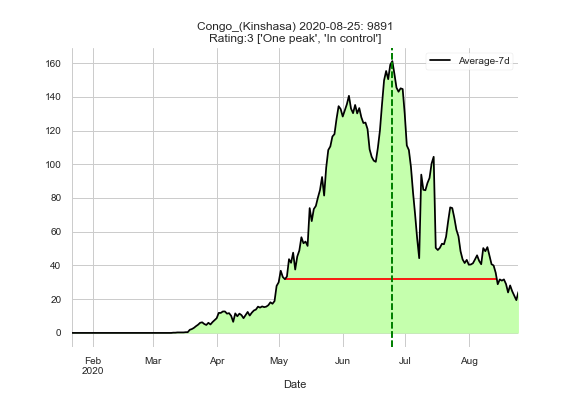 Congo_(Kinshasa) 2020-08-25: 9891
Rating:3 ['One peak', 'In control']
Average-7d
160
140
120
100
80
60
40
20
0
Feb
2020
Mar
Apr
May
Jun
Jul
Aug
Date